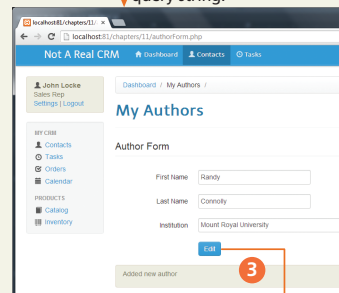 query string.
localhost:81/chapters/11/
localhost:81/chapters/11/authorForm.php
Not A Real CRM Dashboard Contacts Tasks
John Locke
Sales Rep
Settings | Logout
MY CRM
Contacts
Tasks
Orders
Calendar
PRODUCTS
Catalog
Inventory
Dashboard / My Authors /
My Authors
Author Form
First Name Randy
Last Name Connolly
Institution Mount Royal University
Edit
3
Added new author